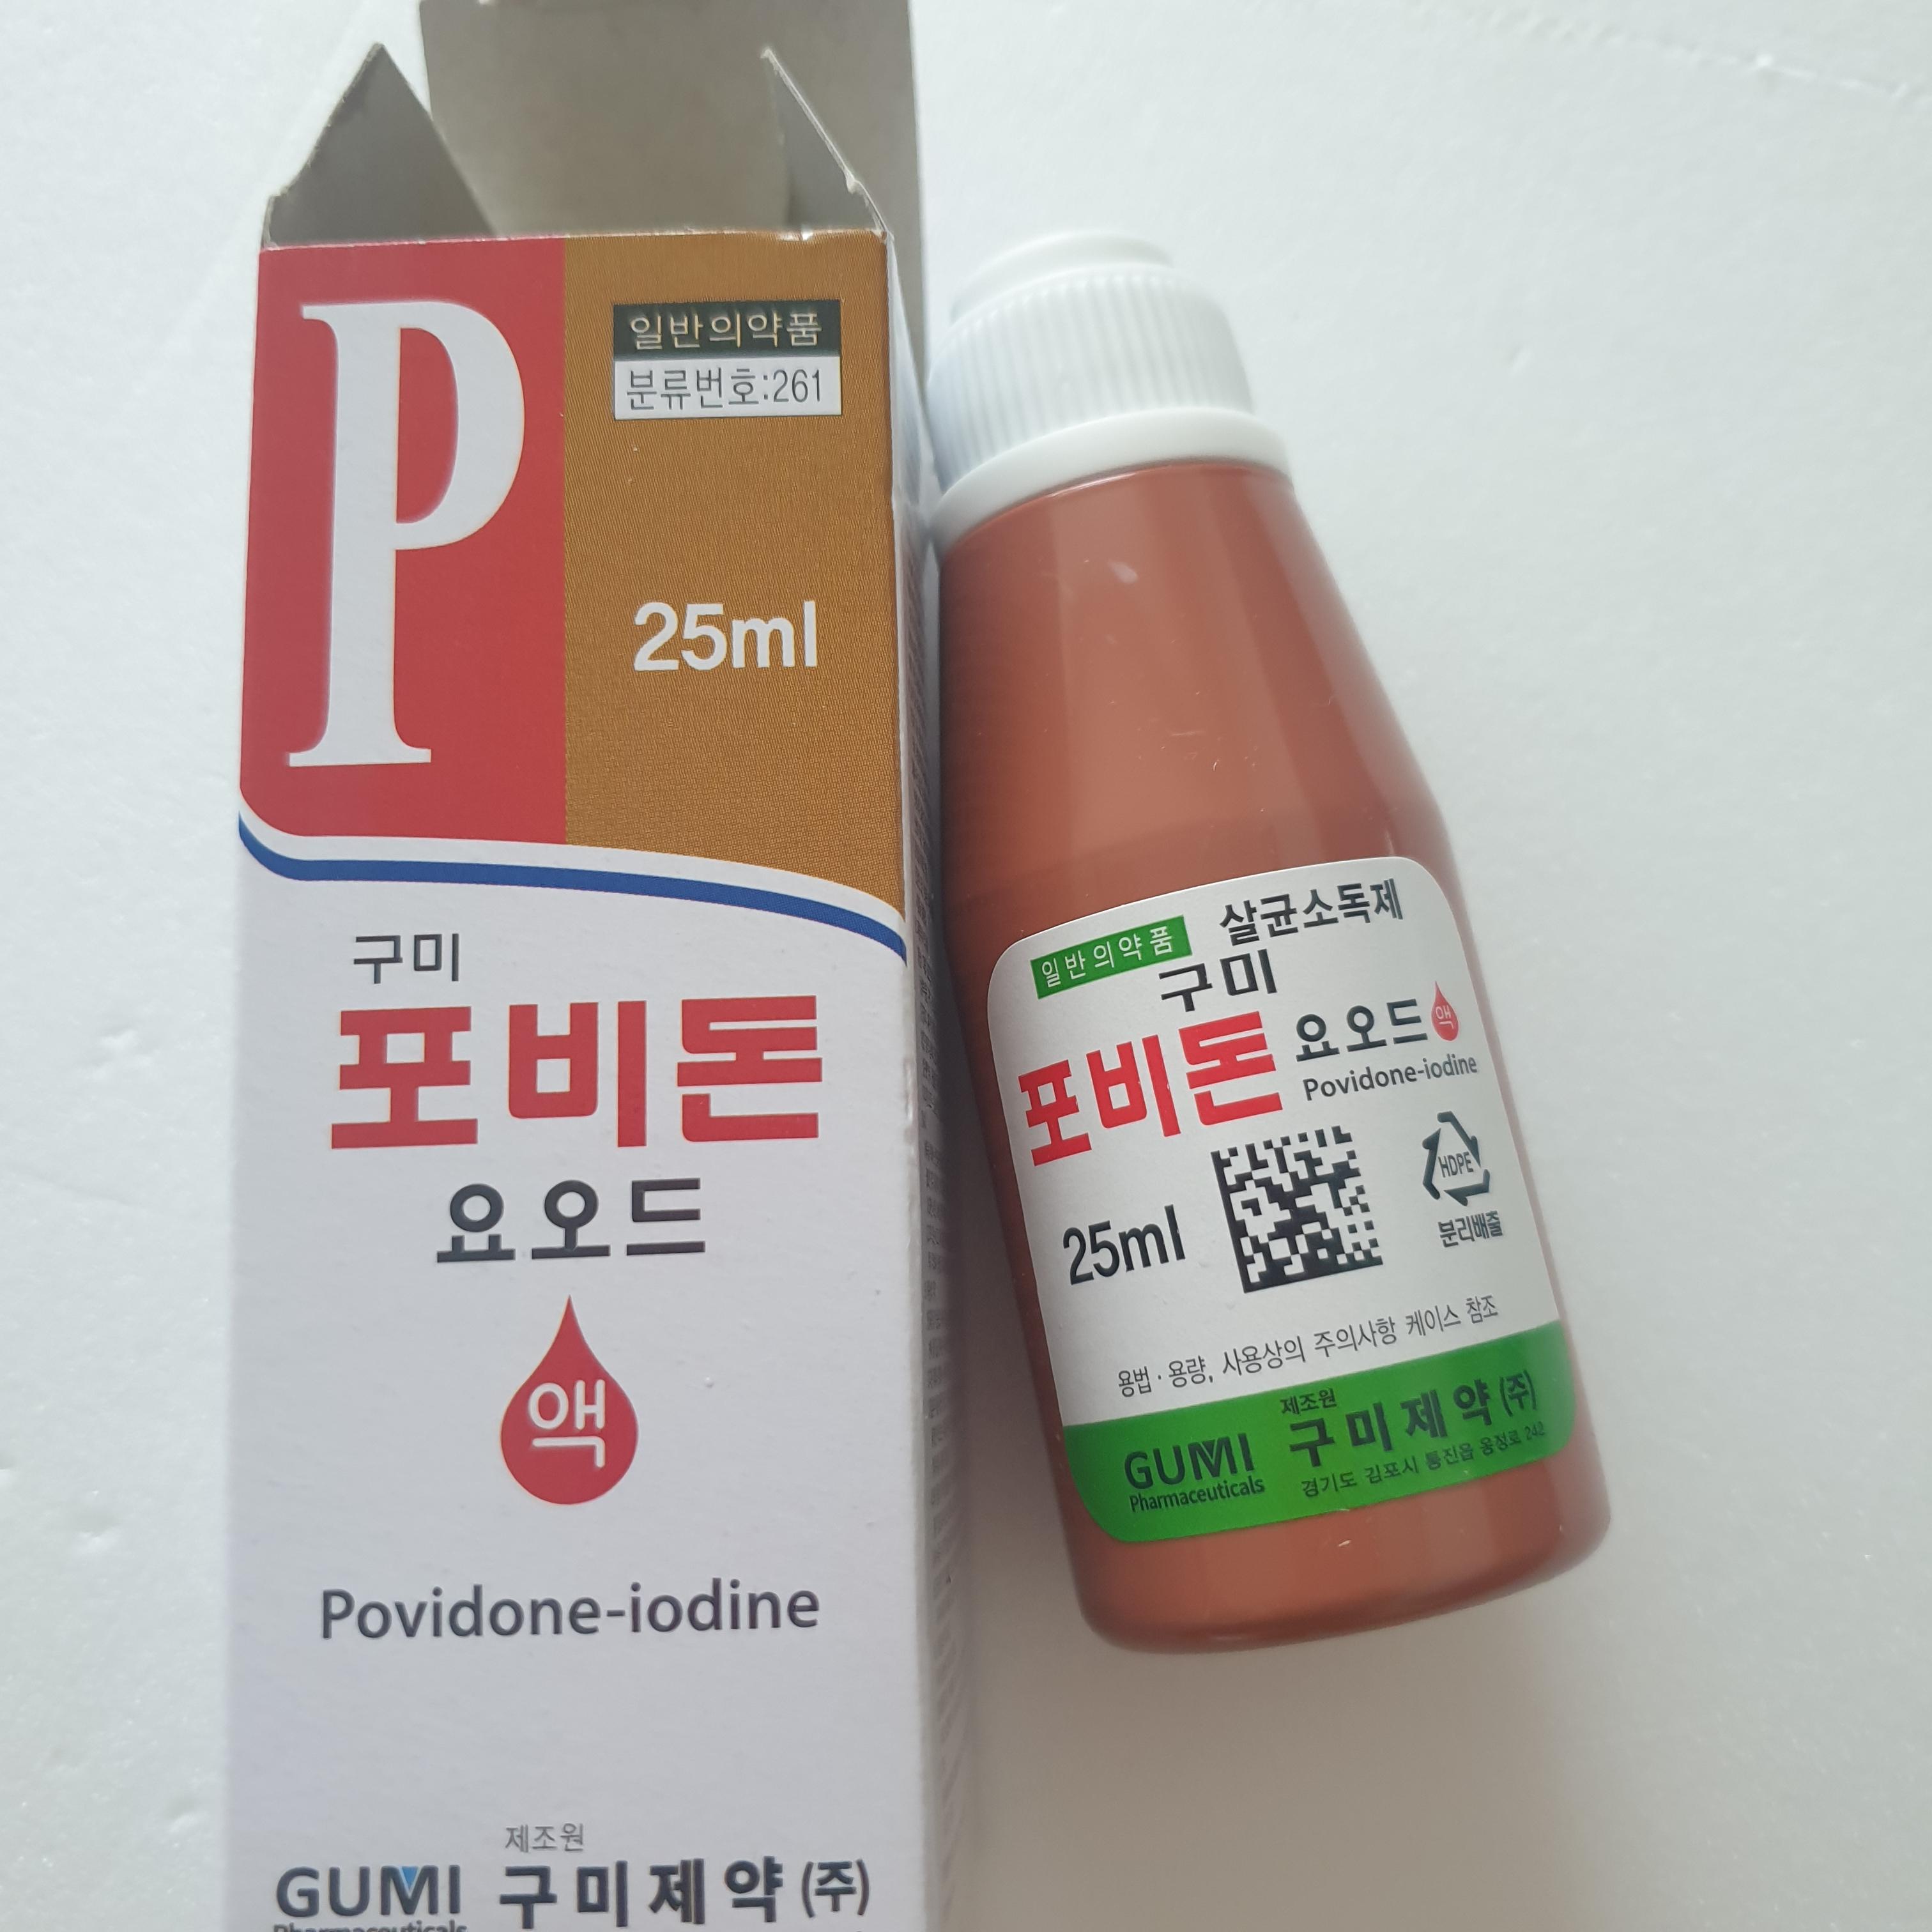 P
일반의약품
분류번호:261
25ml
구미
포비돈
요오드
액
Povidone-iodine
제조원
GUMI 구미제약(주)
Pharmaceuticals
일반의약품 살균소독제
구미
포비돈 요오드액
Povidone-iodine
25ml
HDPE
분리배출
용법·용량, 사용상의 주의사항 케이스 참조
제조원
GUMI 구미제약(주)
Pharmaceuticals 경기도 김포시 통진읍 옹정로 242